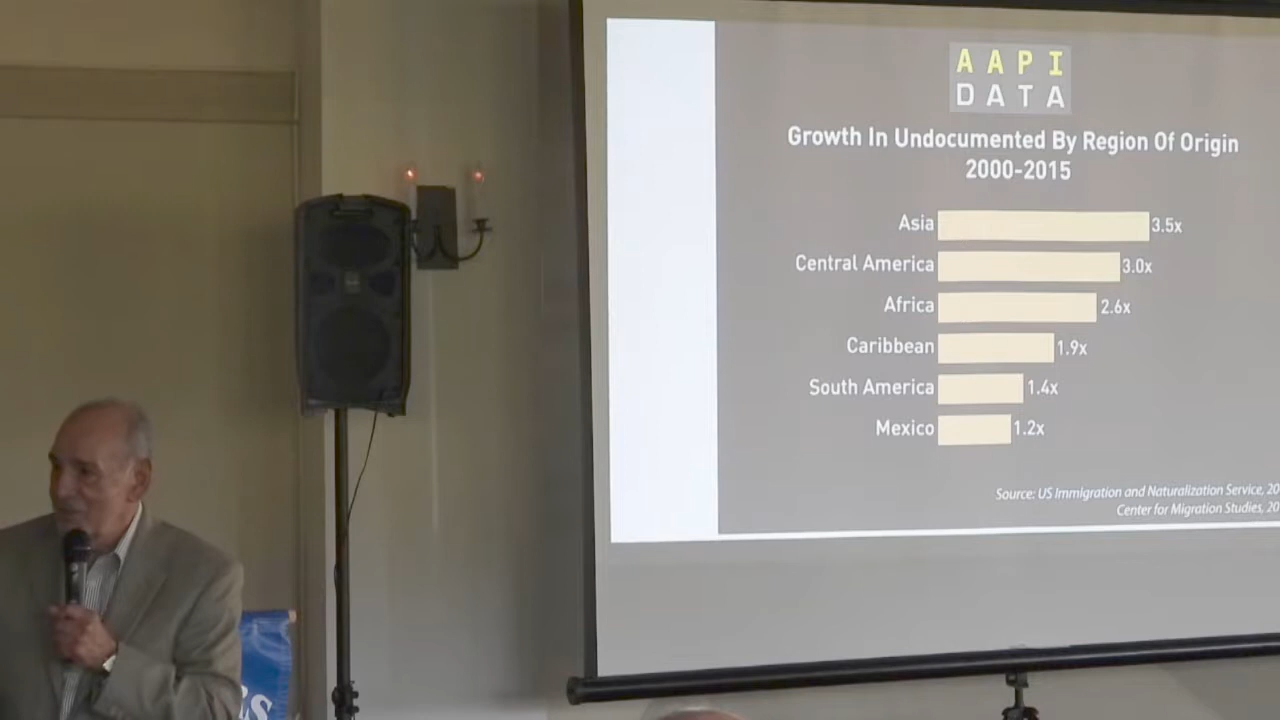 AAPI
DATA
Growth In Undocumented By Region Of Origin
2000-2015
Asia 3.5x
Central America 3.0x
Africa 2.6x
Caribbean 1.9x
South America 1.4x
Mexico 1.2x
Source: US Immigration and Naturalization Service, 20
Center for Migration Studies, 20